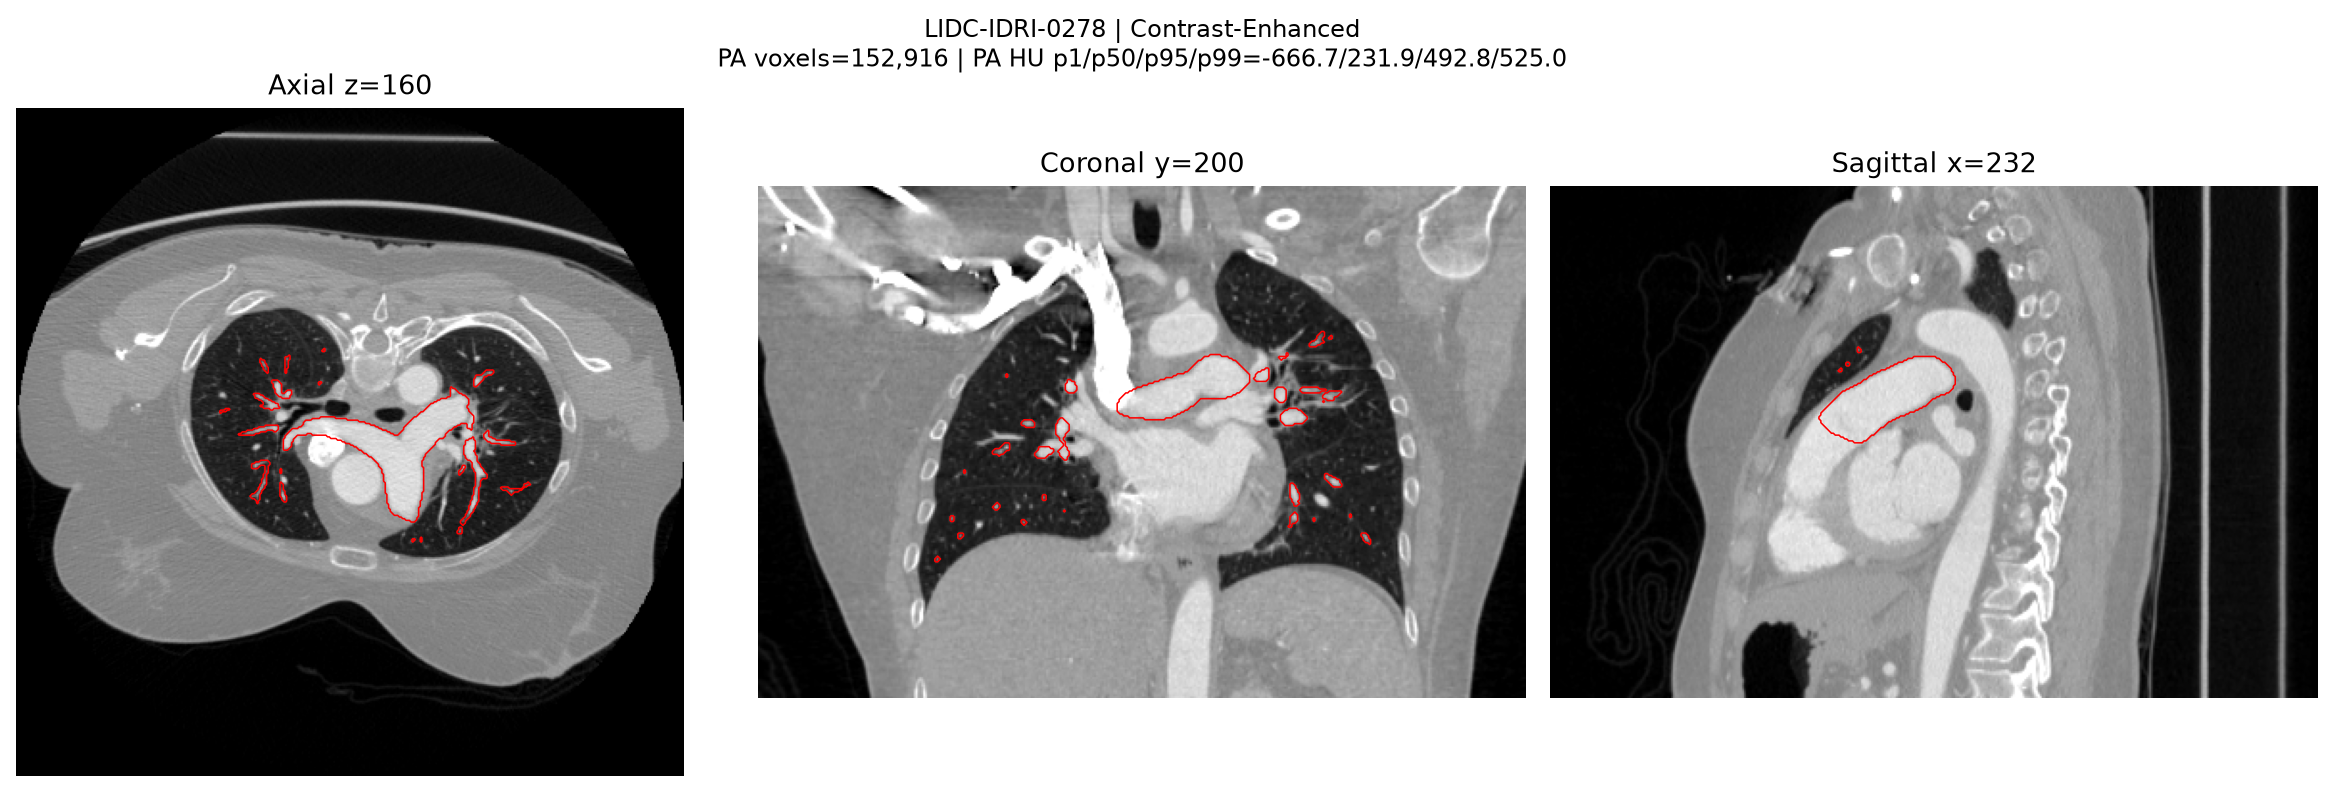 LIDC-IDRI-0278 | Contrast-Enhanced
PA voxels=152,916 | PA HU p1/p50/p95/p99=-666.7/231.9/492.8/525.0
Axial z=160
Coronal y=200
Sagittal x=232